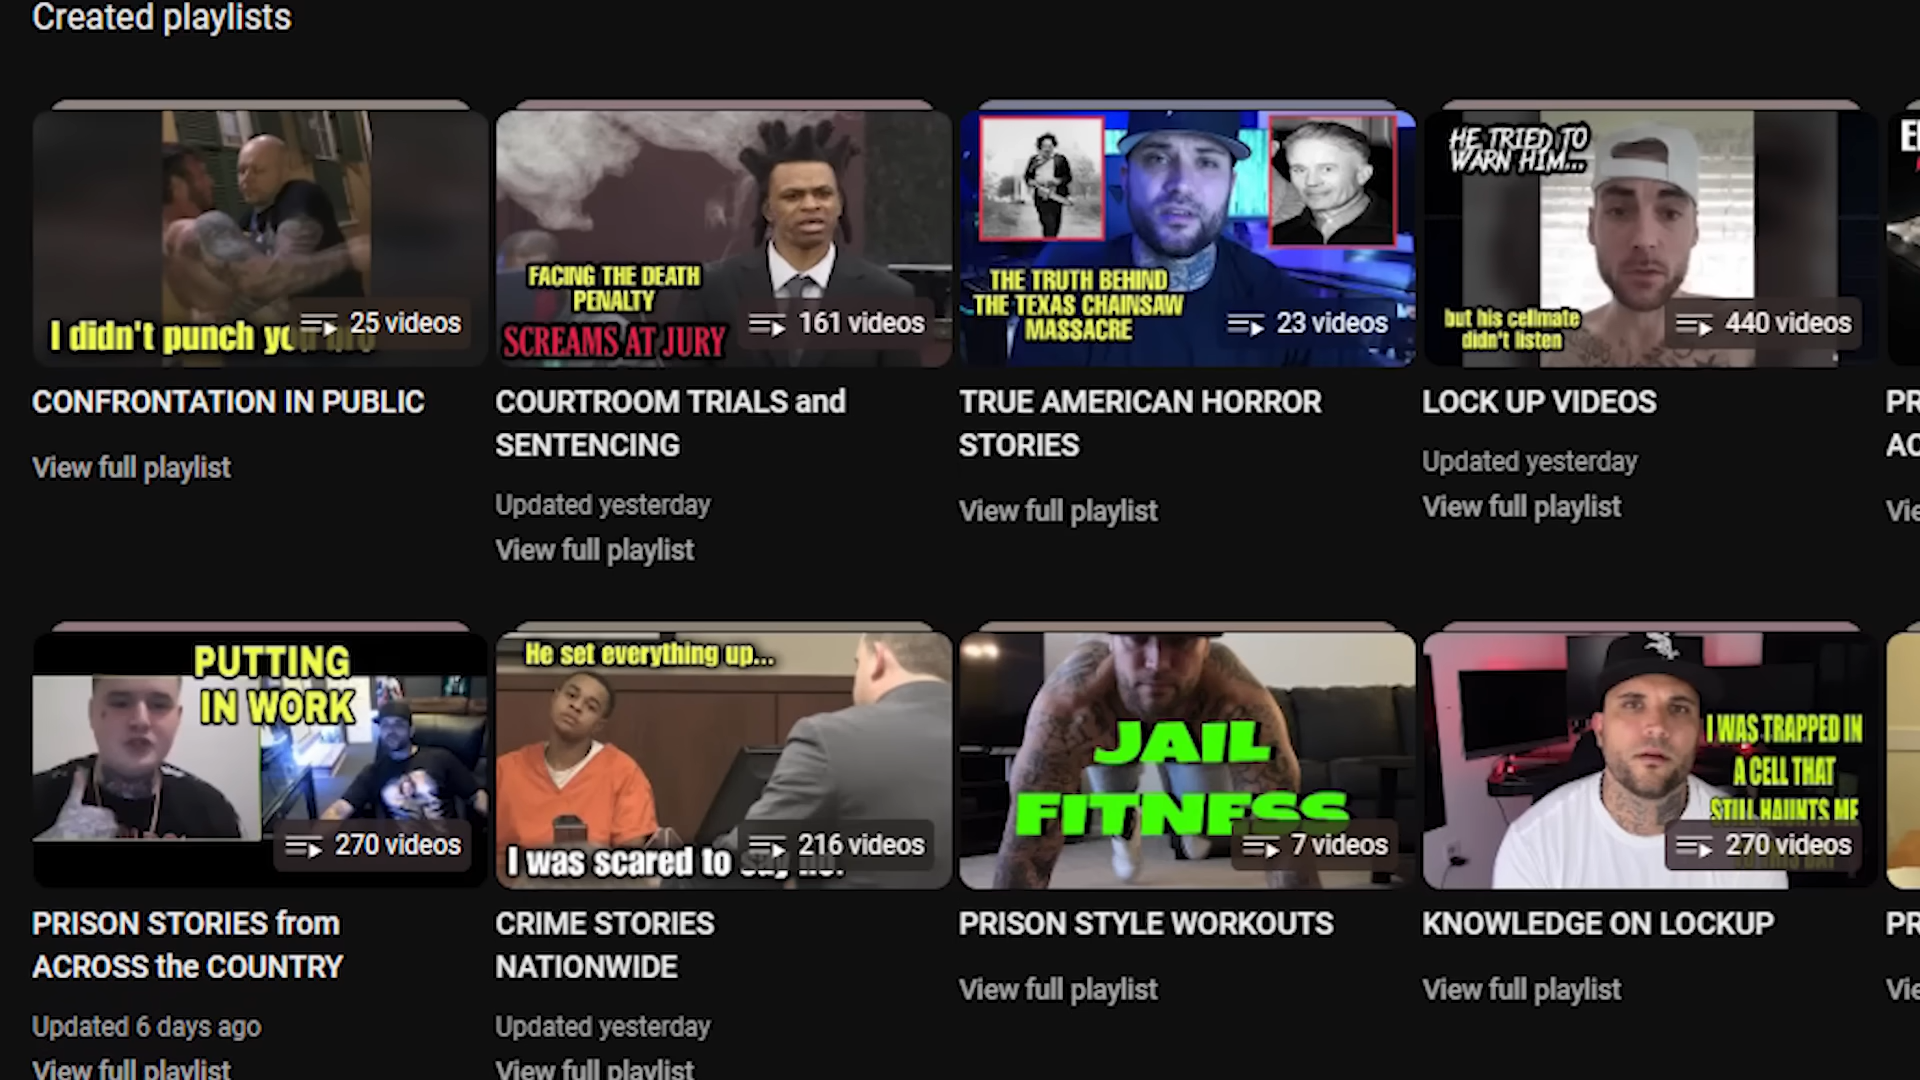 Created playlists
I didn't punch
25 videos
CONFRONTATION IN PUBLIC
View full playlist
FACING THE DEATH
PENALTY
SCREAMS AT JURY
161 videos
COURTROOM TRIALS and
SENTENCING
Updated yesterday
View full playlist
THE TRUTH BEHIND
THE TEXAS CHAINSAW
MASSACRE
23 videos
TRUE AMERICAN HORROR
STORIES
View full playlist
HE TRIED TO
WARN HIM...
but his cellmate
didn't listen
440 videos
LOCK UP VIDEOS
Updated yesterday
View full playlist
PUTTING
IN WORK
270 videos
PRISON STORIES from
ACROSS the COUNTRY
Updated 6 days ago
View full playlist
He set everything up...
I was scared to say no.
216 videos
CRIME STORIES
NATIONWIDE
Updated yesterday
View full playlist
JAIL
FITNESS
7 videos
PRISON STYLE WORKOUTS
View full playlist
I WAS TRAPPED IN
A CELL THAT
STILL HAUNTS ME
270 videos
KNOWLEDGE ON LOCKUP
View full playlist